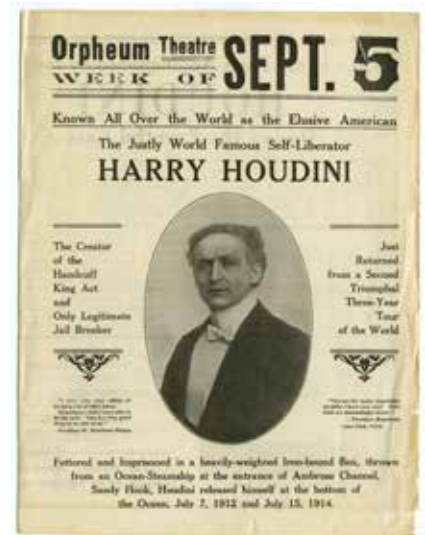 Orpheum Theatre
WEEK OF
SEPT. 5
Known All Over the World as the Elusive American
The Justly World Famous Self-Liberator
HARRY HOUDINI
The Creator
of the
Handcuff
King Act
and
Only Legitimate
Jail Breaker
Just
Returned
from a Second
Triumphal
Three-Year
Tour
of the World
Fettered and Imprisoned in a heavily-weighted Iron-bound Box, thrown
from an Ocean-Steamship at the entrance of Ambrose Channel,
Sandy Hook, Houdini released himself at the bottom of
the Ocean, July 7, 1912 and July 15, 1914.